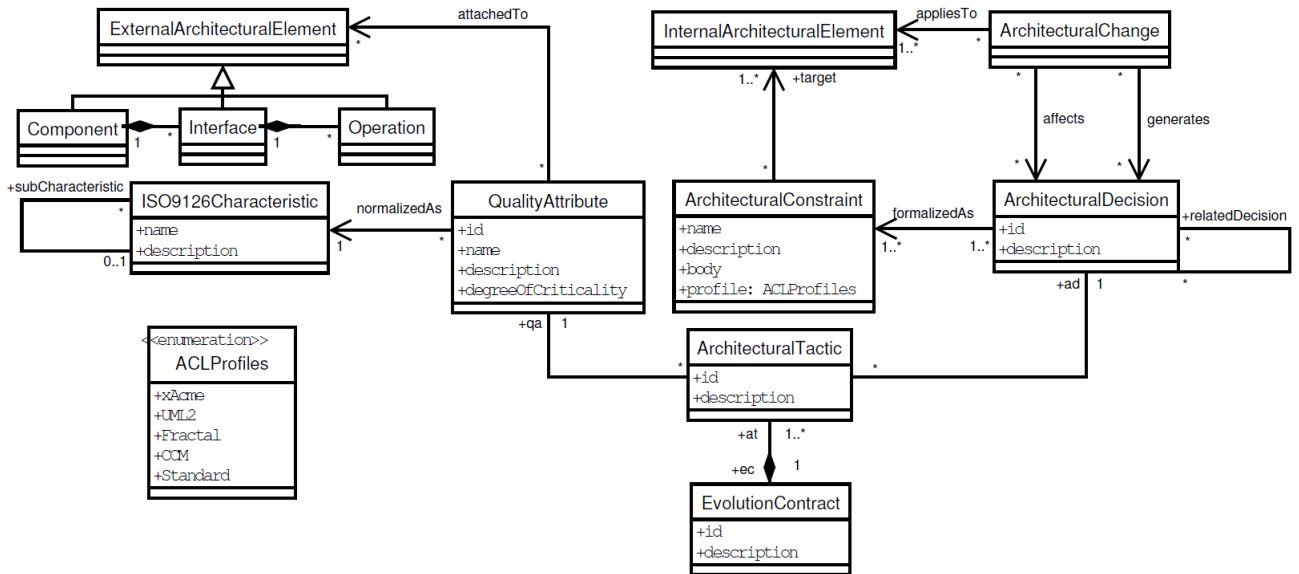 ExternalArchitecturalElement
attachedTo
*
InternalArchitecturalElement
appliesTo
1..*
*
ArchitecturalChange
Component
1
*
Interface
1
*
Operation
1..*
+target
*
*
affects
generates
+subCharacteristic
*
0..1
ISO9126Characteristic
+name
+description
normalizedAs
1
*
*
QualityAttribute
+id
+name
+description
+degreeOfCriticality
*
ArchitecturalConstraint
+name
+description
+body
+profile: ACLProfiles
formalizedAs
1..*
1..*
*
*
ArchitecturalDecision
+id
+description
+relatedDecision
*
*
+qa
1
+ad
1
<<enumeration>>
ACLProfiles
+xAcme
+UML2
+Fractal
+CCM
+Standard
*
ArchitecturalTactic
+id
+description
*
+at
1..*
+ec
1
EvolutionContract
+id
+description